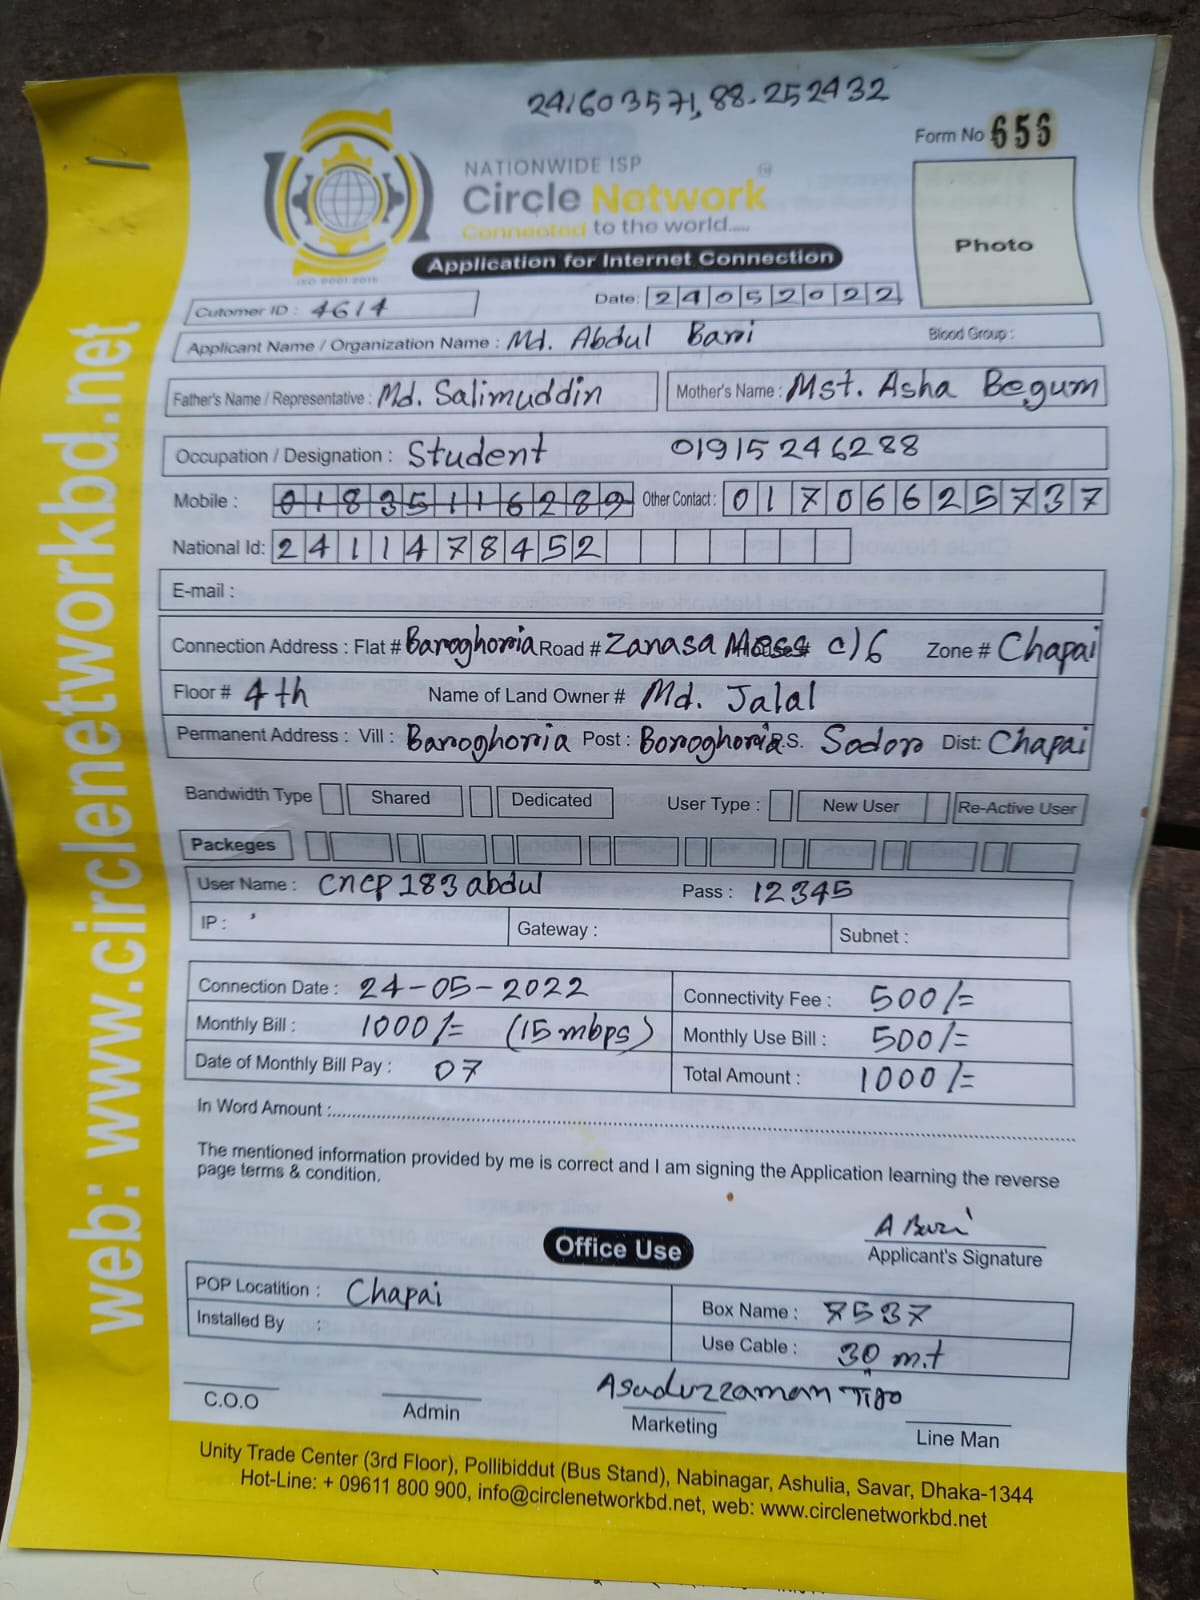 24.603571, 88.252432
Form No 656
NATIONWIDE ISP
Circle Network
Connected to the world.....
ISO 9001:2015
Application for Internet Connection
Photo
Cutomer ID : 4614
Date: 24052022
Applicant Name / Organization Name : Md. Abdul Bari
Blood Group :
Father's Name / Representative : Md. Salimuddin
Mother's Name : Mst. Asha Begum
Occupation / Designation : Student 01915246288
Mobile : 01835116289 Other Contact : 01706625737
National Id: 2411478452
E-mail :
Connection Address : Flat # Baroghoria Road # Zanasa c/6 Zone # Chapai
Floor # 4th Name of Land Owner # Md. Jalal
Permanent Address : Vill : Baroghoria Post : Boroghoria P.S. Sodor Dist: Chapai
Bandwidth Type Shared Dedicated User Type : New User Re-Active User
Packeges
User Name : cncp183abdul Pass : 12345
IP : Gateway : Subnet :
Connection Date : 24-05-2022 Connectivity Fee : 500/=
Monthly Bill : 1000/= (15 mbps) Monthly Use Bill : 500/=
Date of Monthly Bill Pay : 07 Total Amount : 1000/=
In Word Amount :
The mentioned information provided by me is correct and I am signing the Application learning the reverse
page terms & condition.
A Bari
Applicant's Signature
Office Use
POP Locatition : Chapai Box Name : 7537
Installed By : Use Cable : 30 m.t
Asaduzzaman
C.O.O Admin Marketing Line Man
Unity Trade Center (3rd Floor), Pollibiddut (Bus Stand), Nabinagar, Ashulia, Savar, Dhaka-1344
Hot-Line: + 09611 800 900, info@circlenetworkbd.net, web: www.circlenetworkbd.net
web: www.circlenetworkbd.net